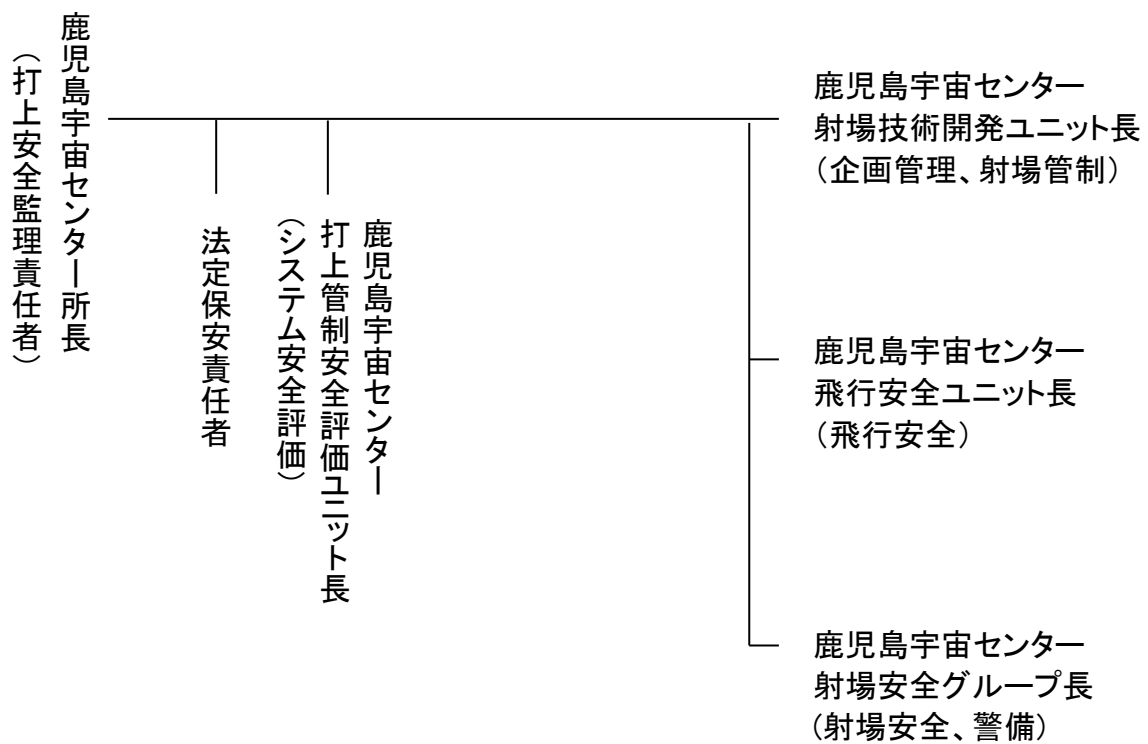 鹿児島宇宙センター所長
（打上安全監理責任者）
法定保安責任者
鹿児島宇宙センター
打上管制安全評価ユニット長
（システム安全評価）
鹿児島宇宙センター
射場技術開発ユニット長
（企画管理、射場管制）
鹿児島宇宙センター
飛行安全ユニット長
（飛行安全）
鹿児島宇宙センター
射場安全グループ長
（射場安全、警備）